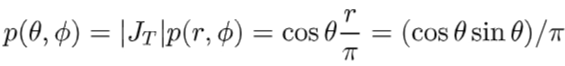 p(θ, ϕ) = |J_T|p(r, ϕ) = cos θ r/π = (cos θ sin θ)/π